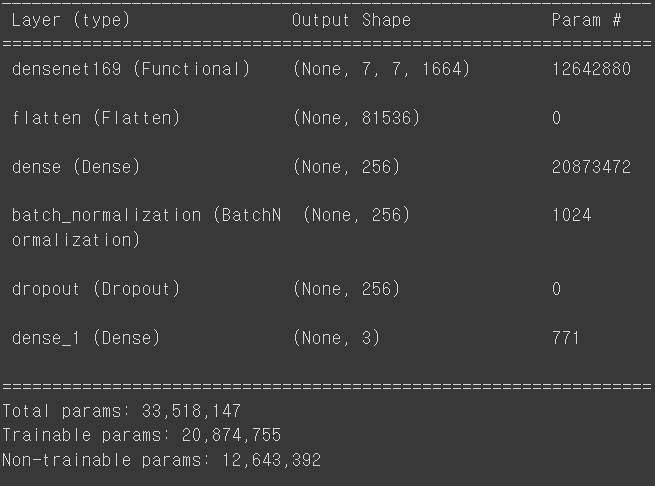 Layer (type) Output Shape Param #
=================================================================
densenet169 (Functional) (None, 7, 7, 1664) 12642880
flatten (Flatten) (None, 81536) 0
dense (Dense) (None, 256) 20873472
batch_normalization (BatchN (None, 256) 1024
ormalization)
dropout (Dropout) (None, 256) 0
dense_1 (Dense) (None, 3) 771
=================================================================
Total params: 33,518,147
Trainable params: 20,874,755
Non-trainable params: 12,643,392